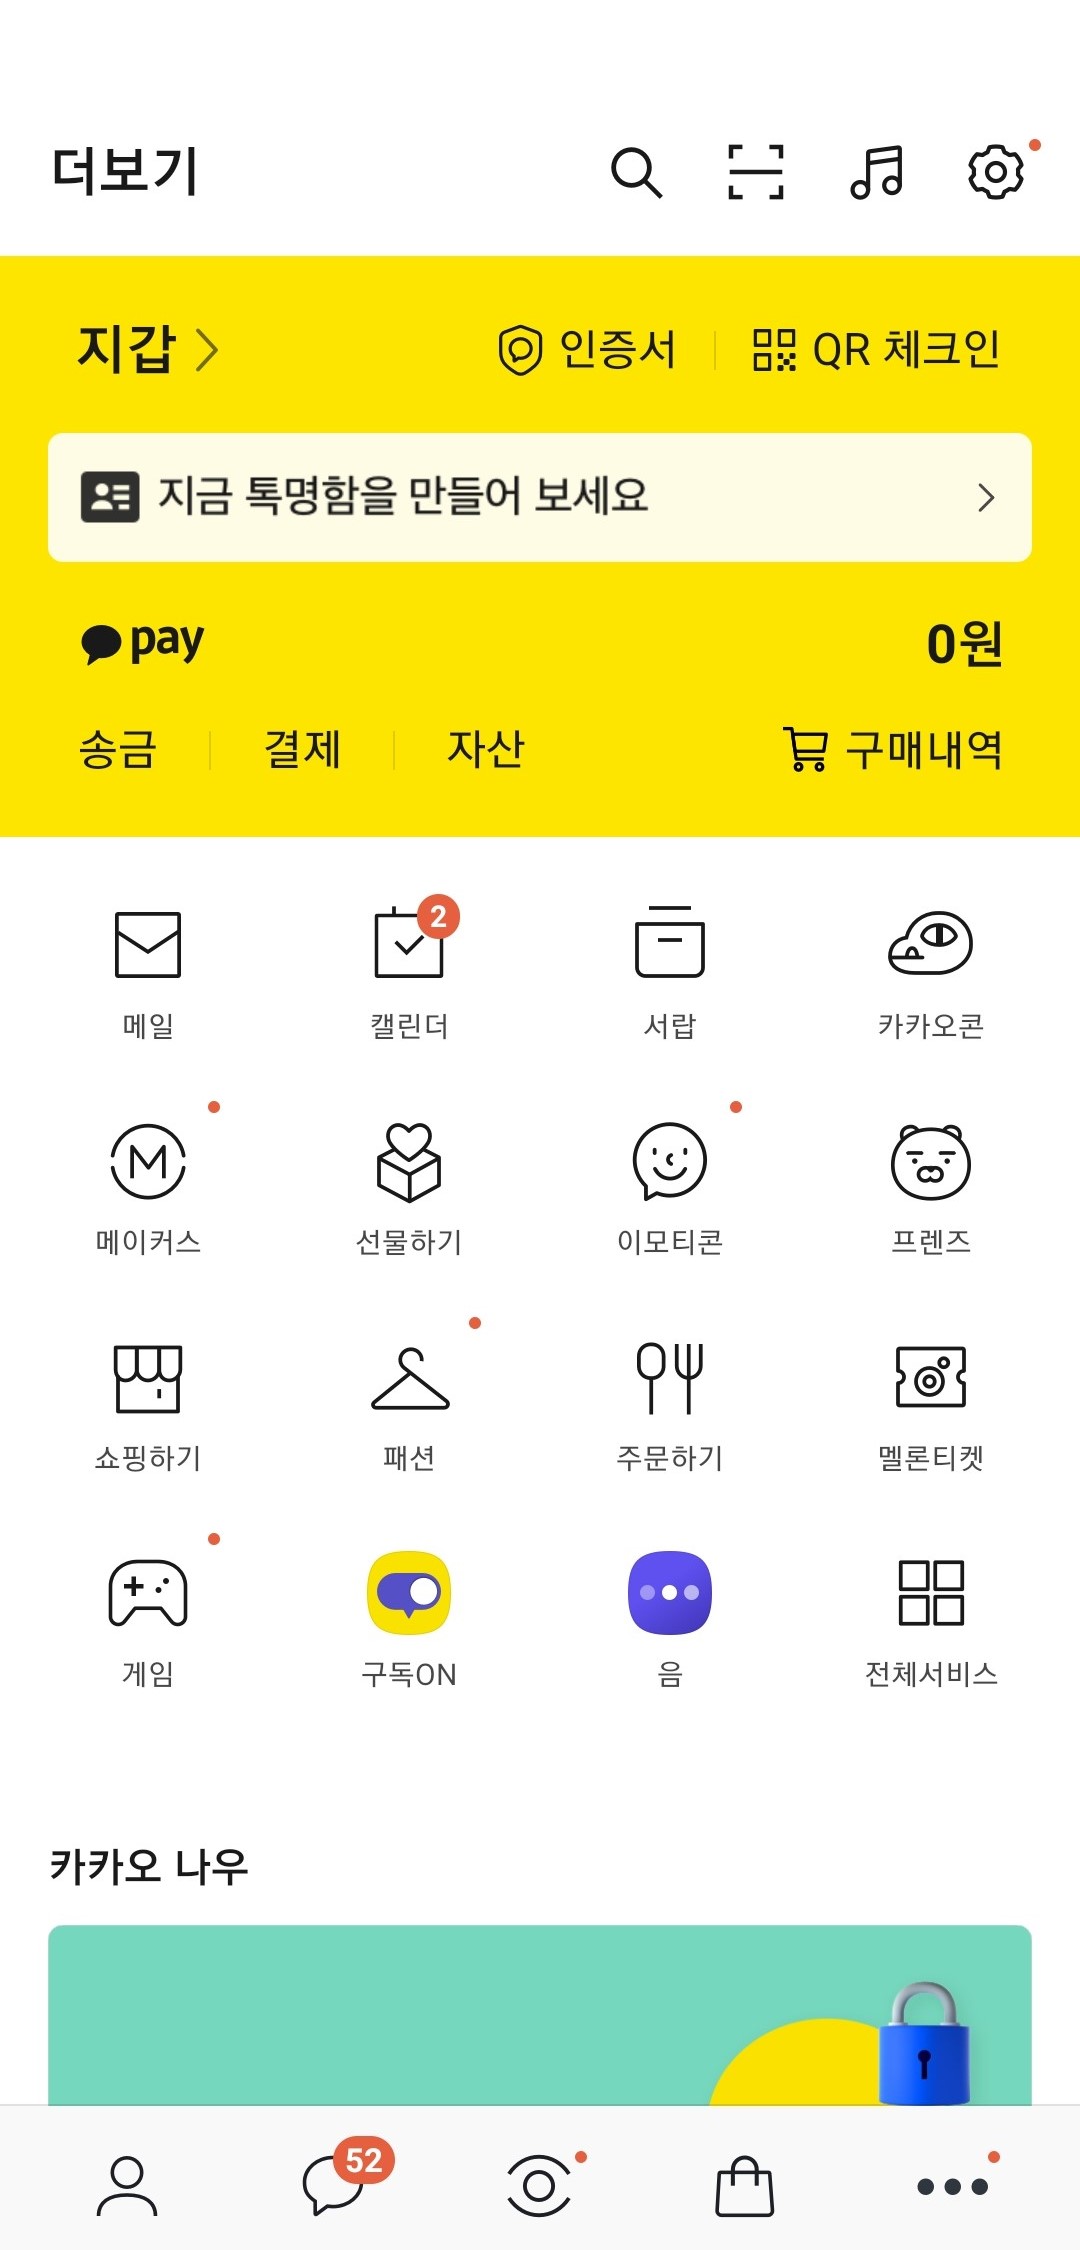 더보기
지갑 인증서 QR 체크인
지금 톡명함을 만들어 보세요
pay 0원
송금 결제 자산 구매내역
2
메일 캘린더 서랍 카카오콘
M
메이커스 선물하기 이모티콘 프렌즈
쇼핑하기 패션 주문하기 멜론티켓
게임 구독ON 음 전체서비스
카카오 나우
52